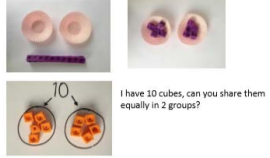 10
I have 10 cubes, can you share them
equally in 2 groups?